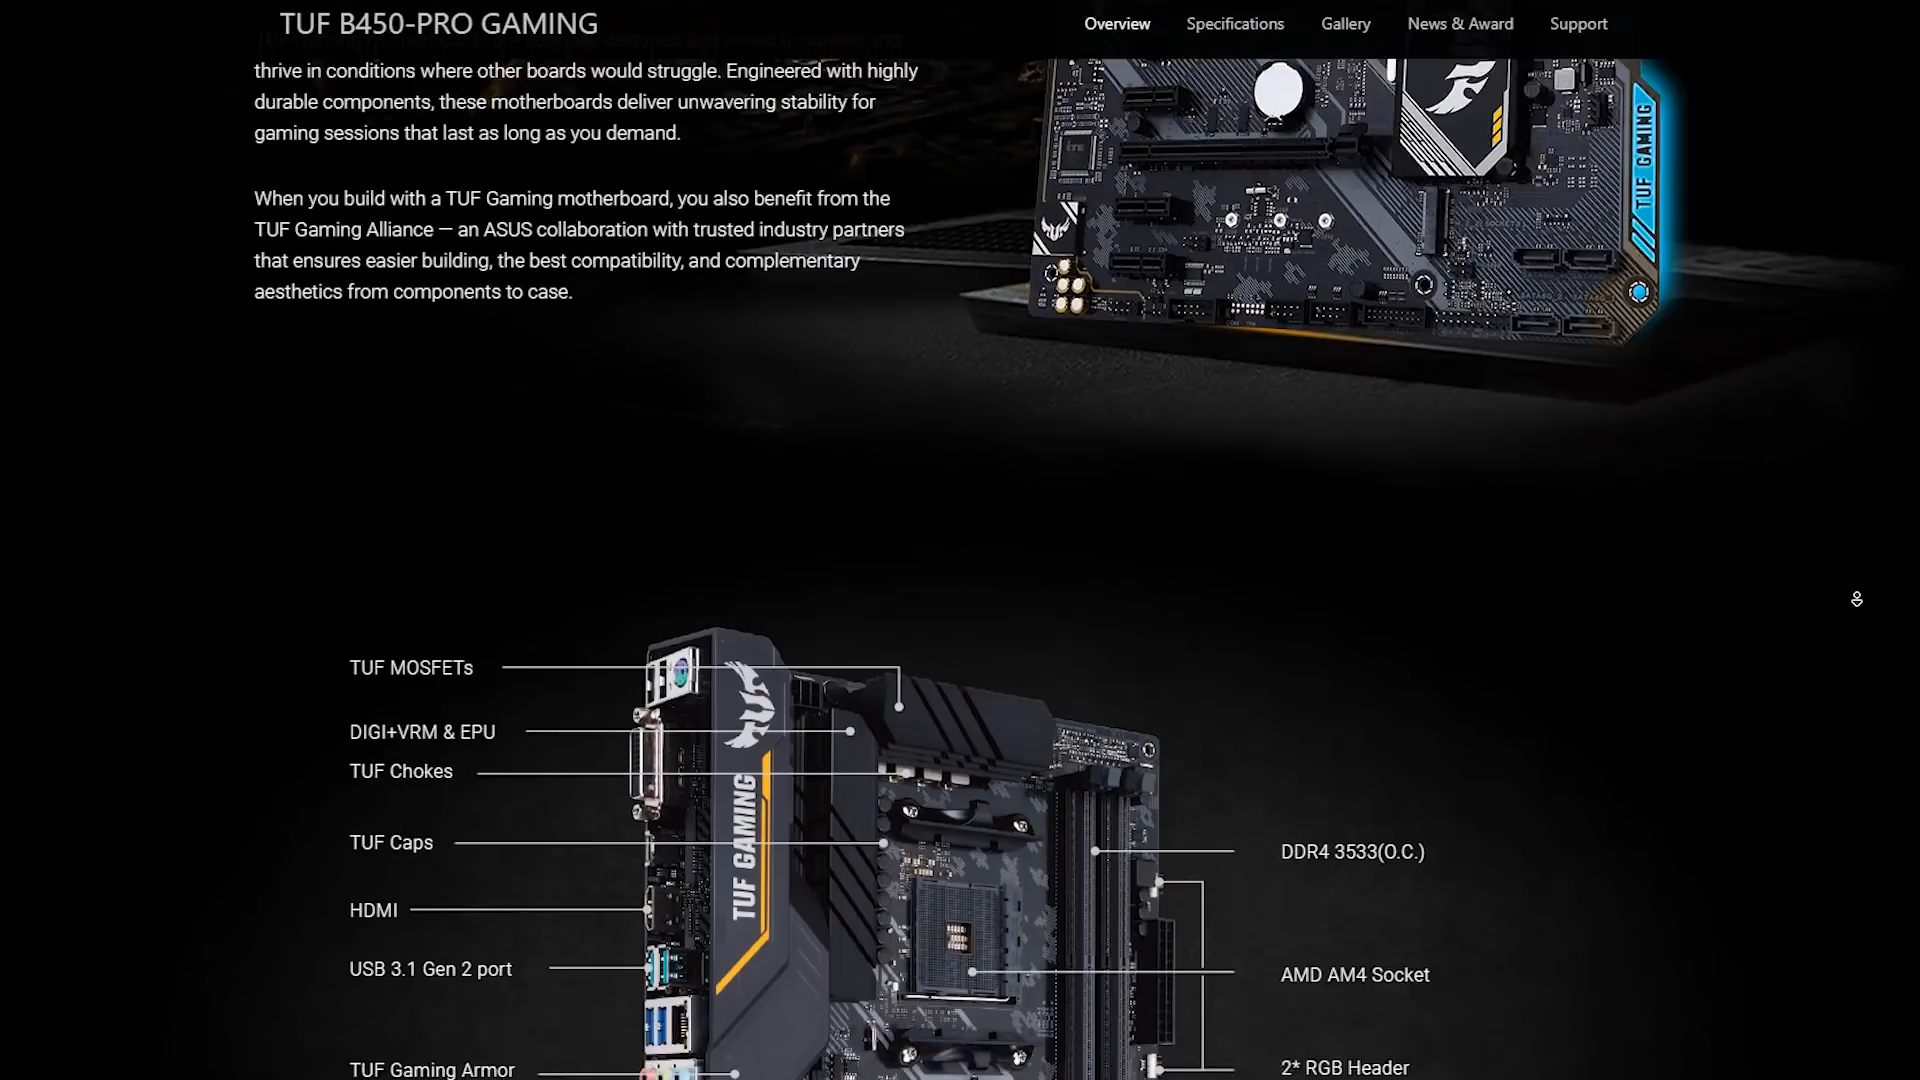 TUF B450-PRO GAMING
Overview
Specifications
Gallery
News & Award
Support
thrive in conditions where other boards would struggle. Engineered with highly
durable components, these motherboards deliver unwavering stability for
gaming sessions that last as long as you demand.
When you build with a TUF Gaming motherboard, you also benefit from the
TUF Gaming Alliance — an ASUS collaboration with trusted industry partners
that ensures easier building, the best compatibility, and complementary
aesthetics from components to case.
TUF GAMING
TUF MOSFETs
DIGI+VRM & EPU
TUF Chokes
TUF Caps
HDMI
USB 3.1 Gen 2 port
TUF Gaming Armor
TUF GAMING
DDR4 3533(O.C.)
AMD AM4 Socket
2* RGB Header